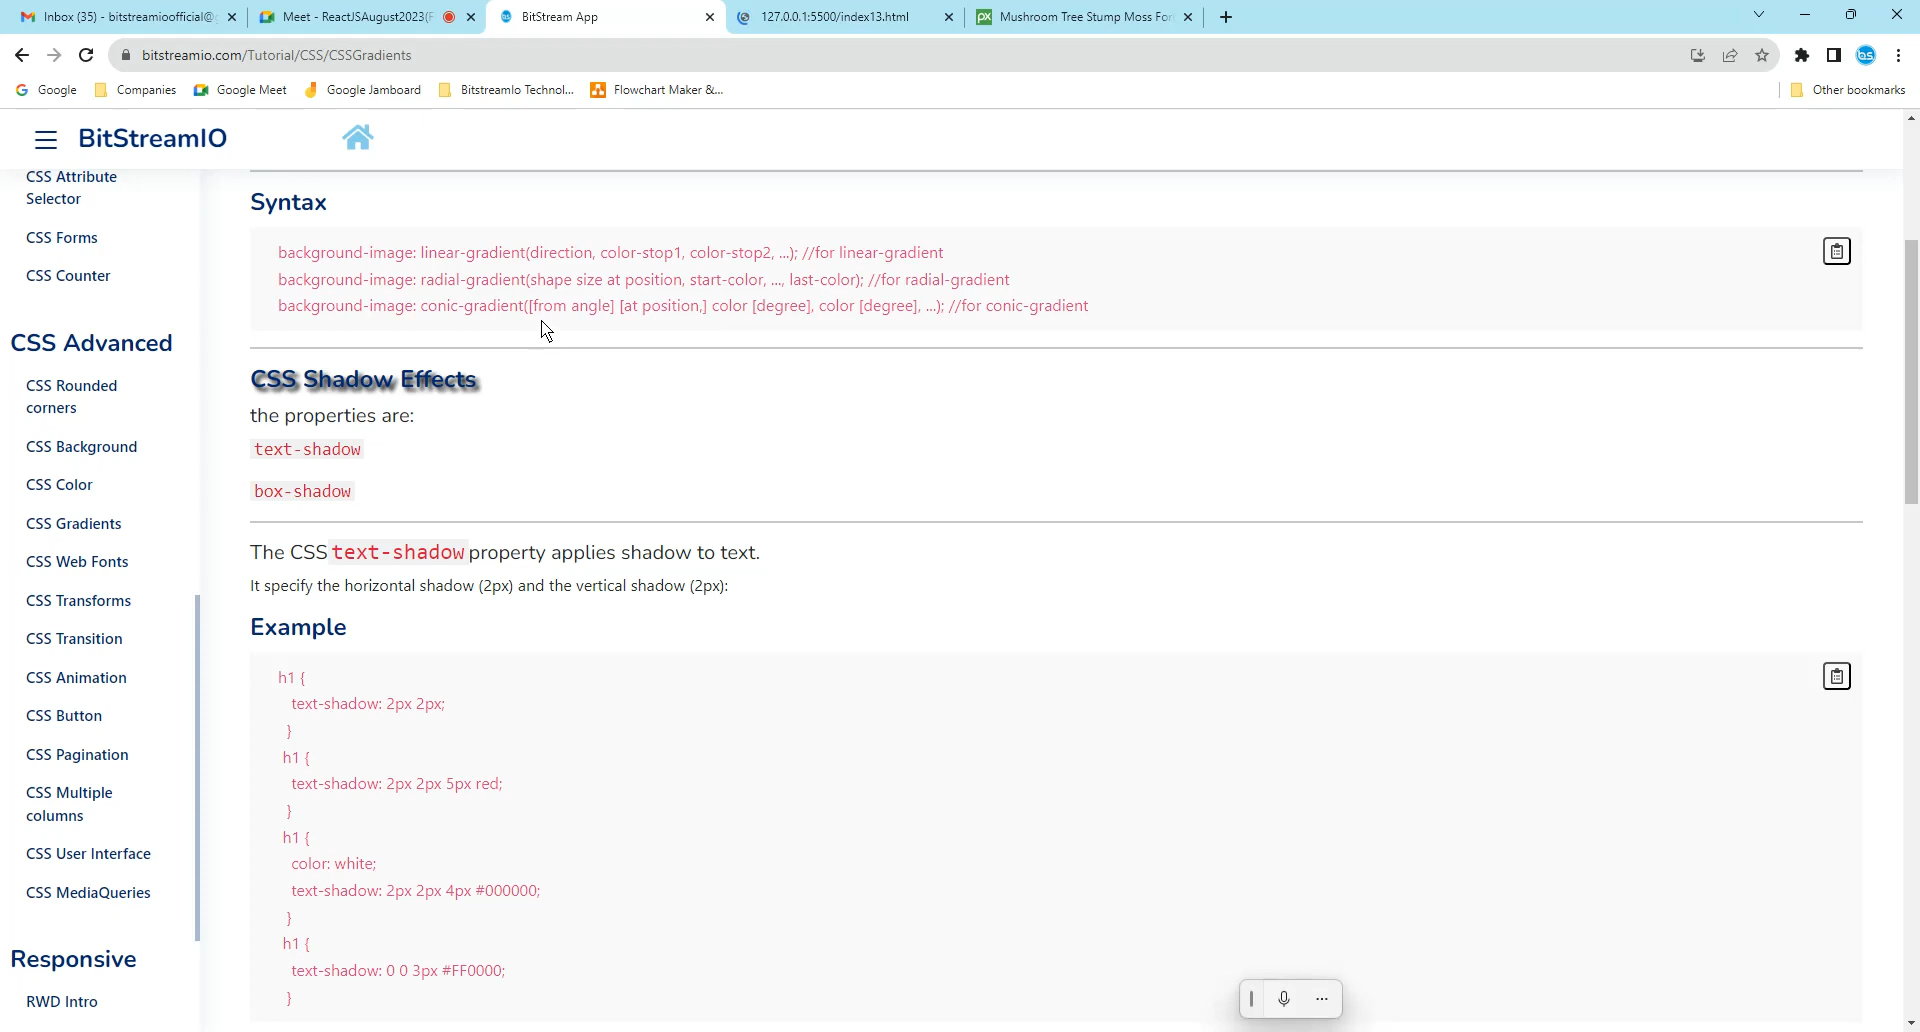 Inbox (35) - bitstreamioofficial@g
Meet - ReactJSAugust2023(F
BitStream App
127.0.0.1:5500/index13.html
Mushroom Tree Stump Moss For
bitstreamio.com/Tutorial/CSS/CSSGradients
Google
Companies
Google Meet
Google Jamboard
BitstreamIo Technol...
Flowchart Maker &...
Other bookmarks
BitStreamIO
CSS Attribute
Selector
CSS Forms
CSS Counter
CSS Advanced
CSS Rounded
corners
CSS Background
CSS Color
CSS Gradients
CSS Web Fonts
CSS Transforms
CSS Transition
CSS Animation
CSS Button
CSS Pagination
CSS Multiple
columns
CSS User Interface
CSS MediaQueries
Responsive
RWD Intro
Syntax
background-image: linear-gradient(direction, color-stop1, color-stop2, ...); //for linear-gradient
background-image: radial-gradient(shape size at position, start-color, ..., last-color); //for radial-gradient
background-image: conic-gradient([from angle] [at position,] color [degree], color [degree], ...); //for conic-gradient
CSS Shadow Effects
the properties are:
text-shadow
box-shadow
The CSS text-shadow property applies shadow to text.
It specify the horizontal shadow (2px) and the vertical shadow (2px):
Example
h1 {
text-shadow: 2px 2px;
}
h1 {
text-shadow: 2px 2px 5px red;
}
h1 {
color: white;
text-shadow: 2px 2px 4px #000000;
}
h1 {
text-shadow: 0 0 3px #FF0000;
}